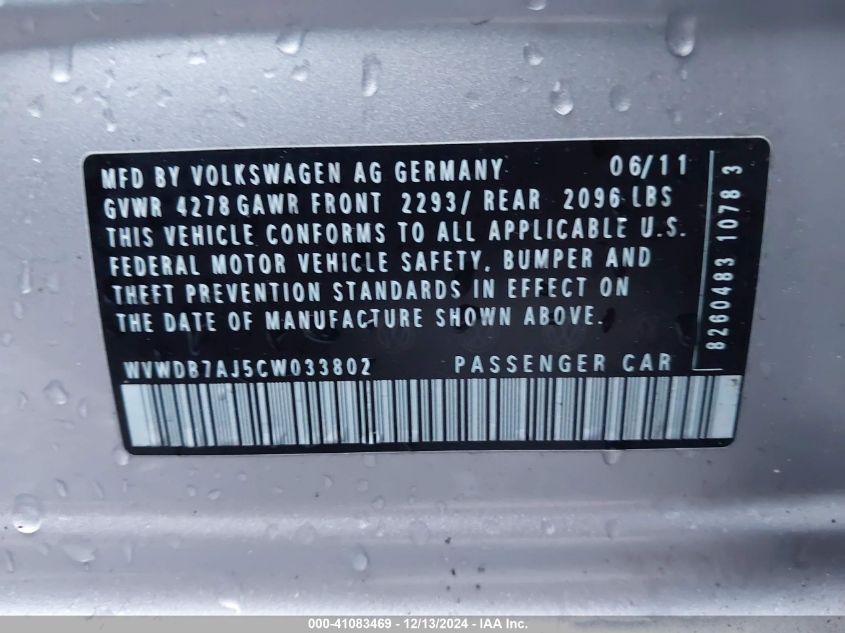 MFD BY VOLKSWAGEN AG GERMANY 06/11
GVWR 4278 GAWR FRONT 2293/ REAR 2096 LBS
THIS VEHICLE CONFORMS TO ALL APPLICABLE U.S.
FEDERAL MOTOR VEHICLE SAFETY, BUMPER AND
THEFT PREVENTION STANDARDS IN EFFECT ON
THE DATE OF MANUFACTURE SHOWN ABOVE.
WVWDB7AJ5CW033802 PASSENGER CAR
8260483 1078 3
000-41083469 - 12/13/2024 - IAA Inc.